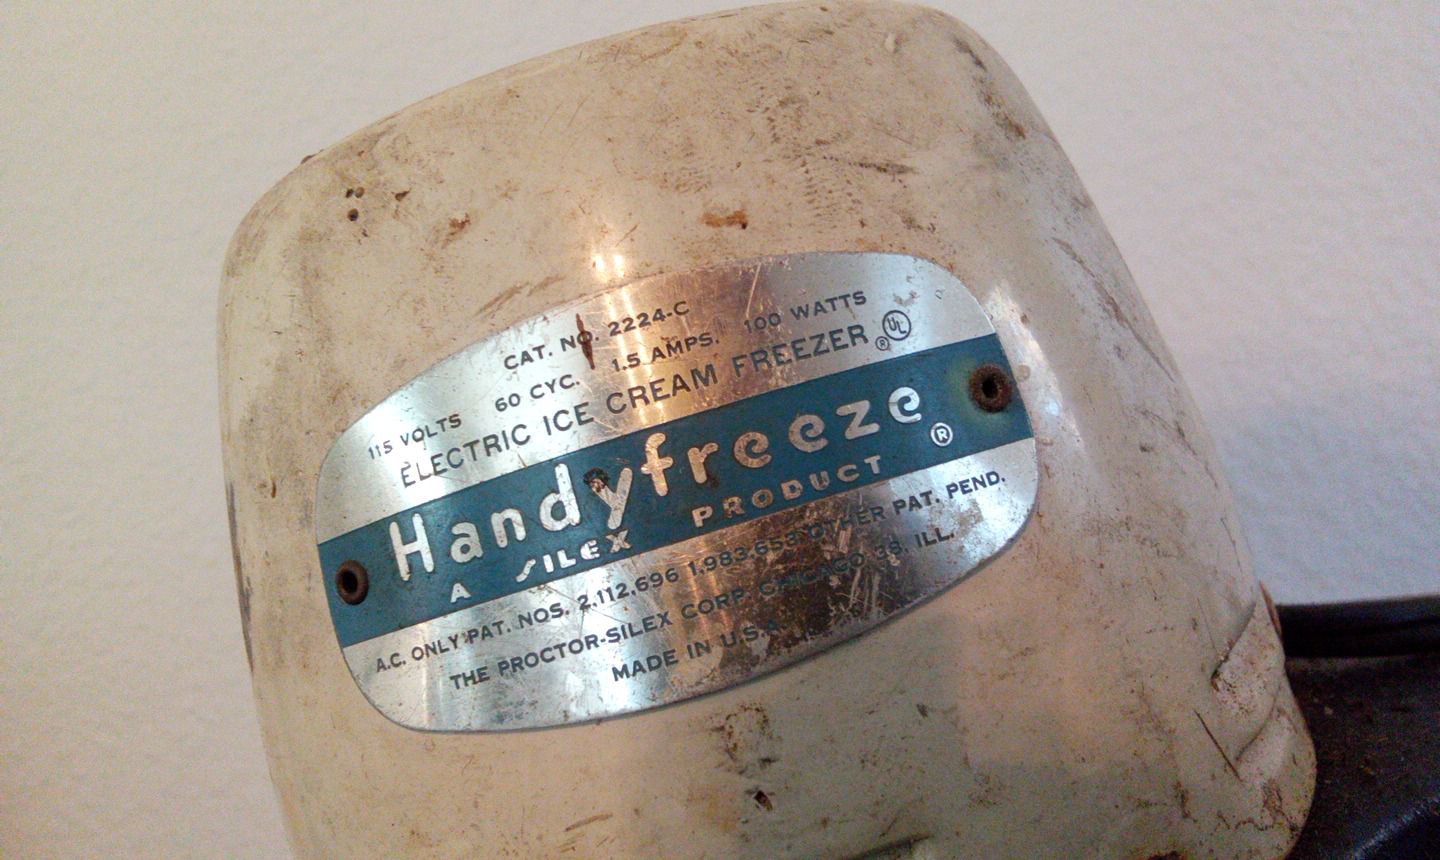 CAT. NO. 2224-C
115 VOLTS 60 CYC. 1.5 AMPS. 100 WATTS
ELECTRIC ICE CREAM FREEZER ® UL
Handyfreeze ®
A SILEX PRODUCT
A.C. ONLY PAT. NOS. 2,112,696 1,983,653 OTHER PAT. PEND.
THE PROCTOR-SILEX CORP. CHICAGO 38, ILL.
MADE IN U.S.A.